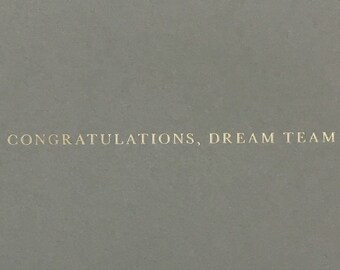 CONGRATULATIONS, DREAM TEAM